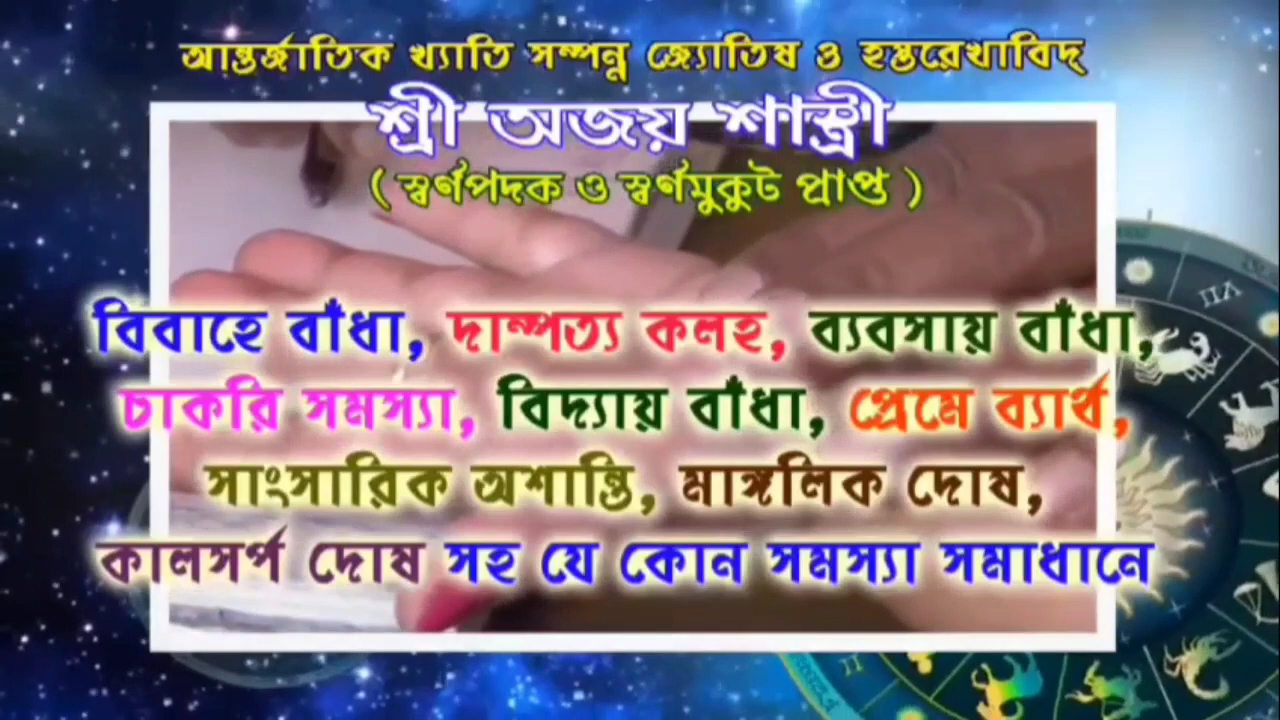 আন্তর্জাতিক খ্যাতি সম্পন্ন জ্যোতিষ ও হস্তরেখাবিদ্
শ্রী অজয় শাস্ত্রী
( স্বর্ণপদক ও স্বর্ণমুকুট প্রাপ্ত )
বিবাহে বাঁধা, দাম্পত্য কলহ, ব্যবসায় বাঁধা,
চাকরি সমস্যা, বিদ্যায় বাঁধা, প্রেমে ব্যার্থ,
সাংসারিক অশান্তি, মাঙ্গলিক দোষ,
কালসর্প দোষ সহ যে কোন সমস্যা সমাধানে